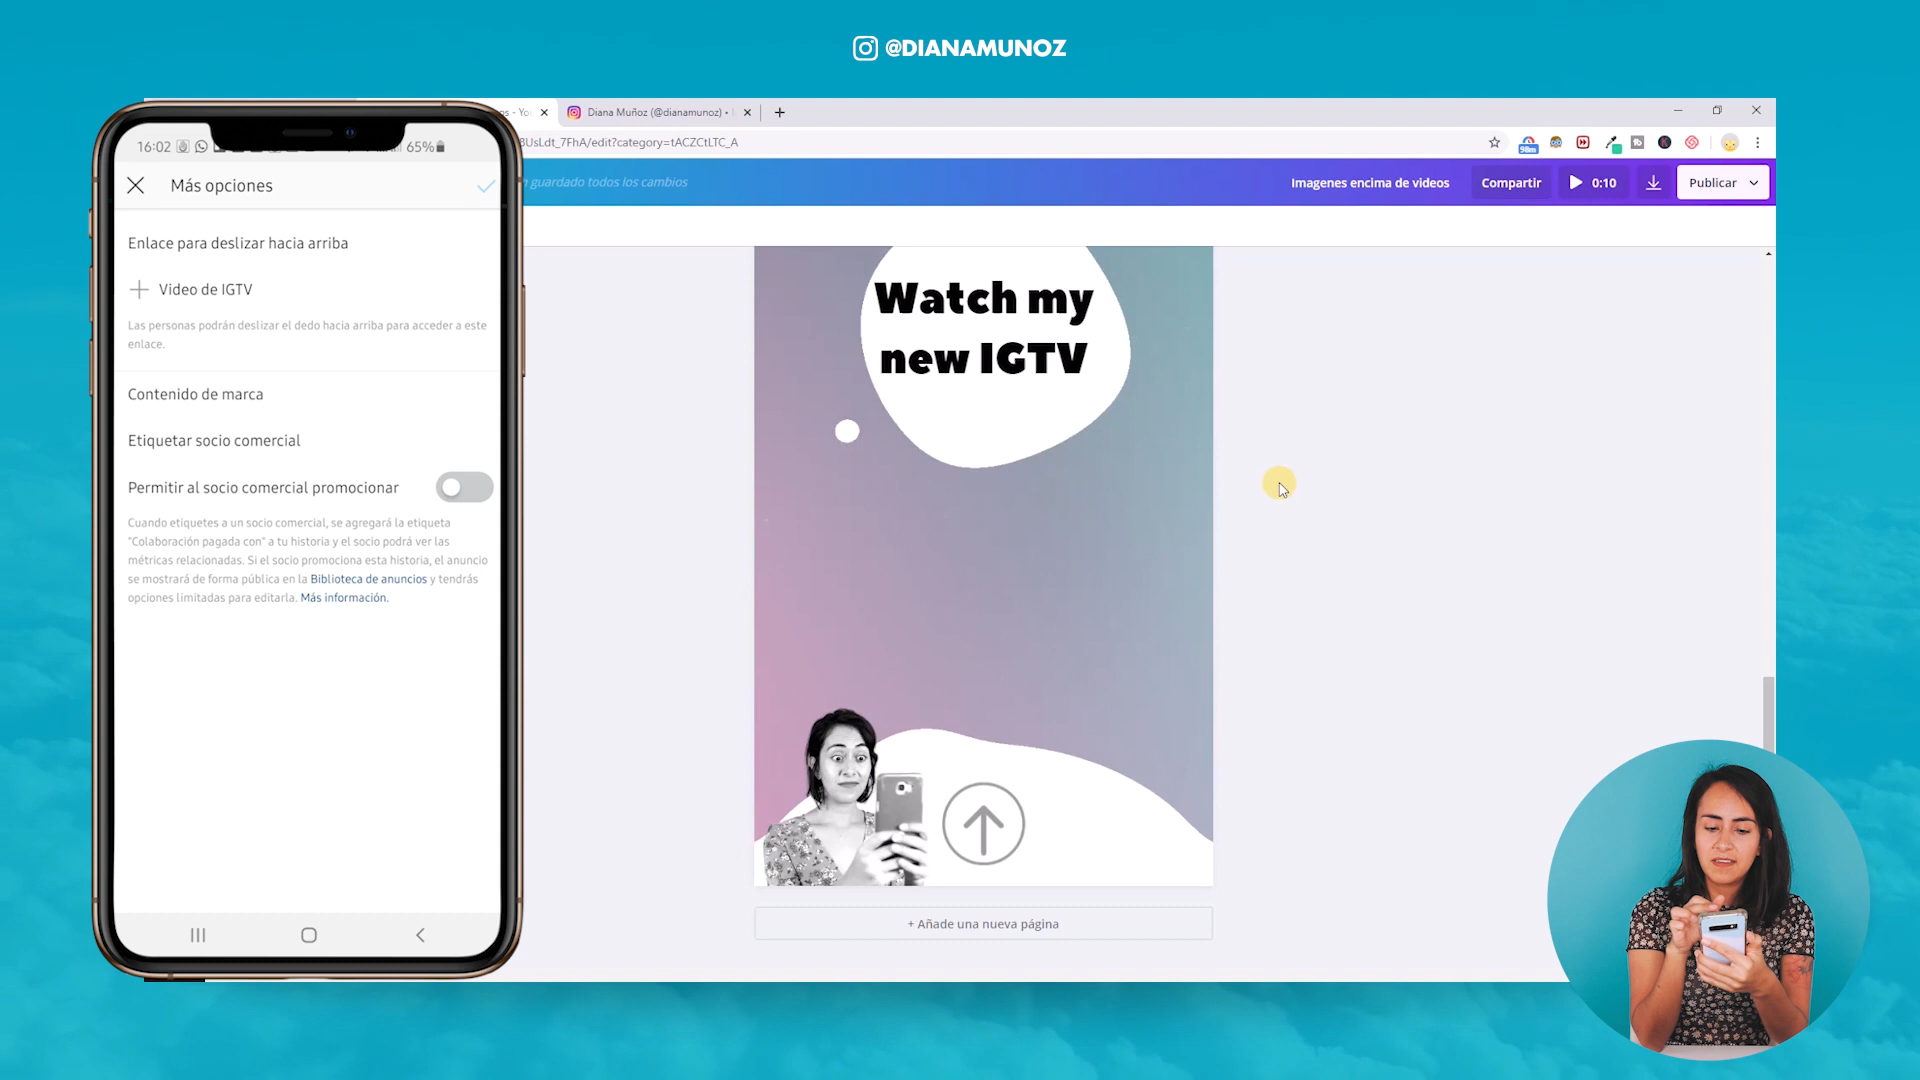 @DIANAMUNOZ
Diana Muñoz (@dianamunoz) •
BUsLdt_7FhA/edit?category=tACZCtLTC_A
98m
guardado todos los cambios
Imagenes encima de videos
Compartir
0:10
Publicar
16:02
65%
Más opciones
Enlace para deslizar hacia arriba
Video de IGTV
Las personas podrán deslizar el dedo hacia arriba para acceder a este
enlace.
Contenido de marca
Etiquetar socio comercial
Permitir al socio comercial promocionar
Cuando etiquetes a un socio comercial, se agregará la etiqueta
"Colaboración pagada con" a tu historia y el socio podrá ver las
métricas relacionadas. Si el socio promociona esta historia, el anuncio
se mostrará de forma pública en la Biblioteca de anuncios y tendrás
opciones limitadas para editarla. Más información.
Watch my
new IGTV
+ Añade una nueva página